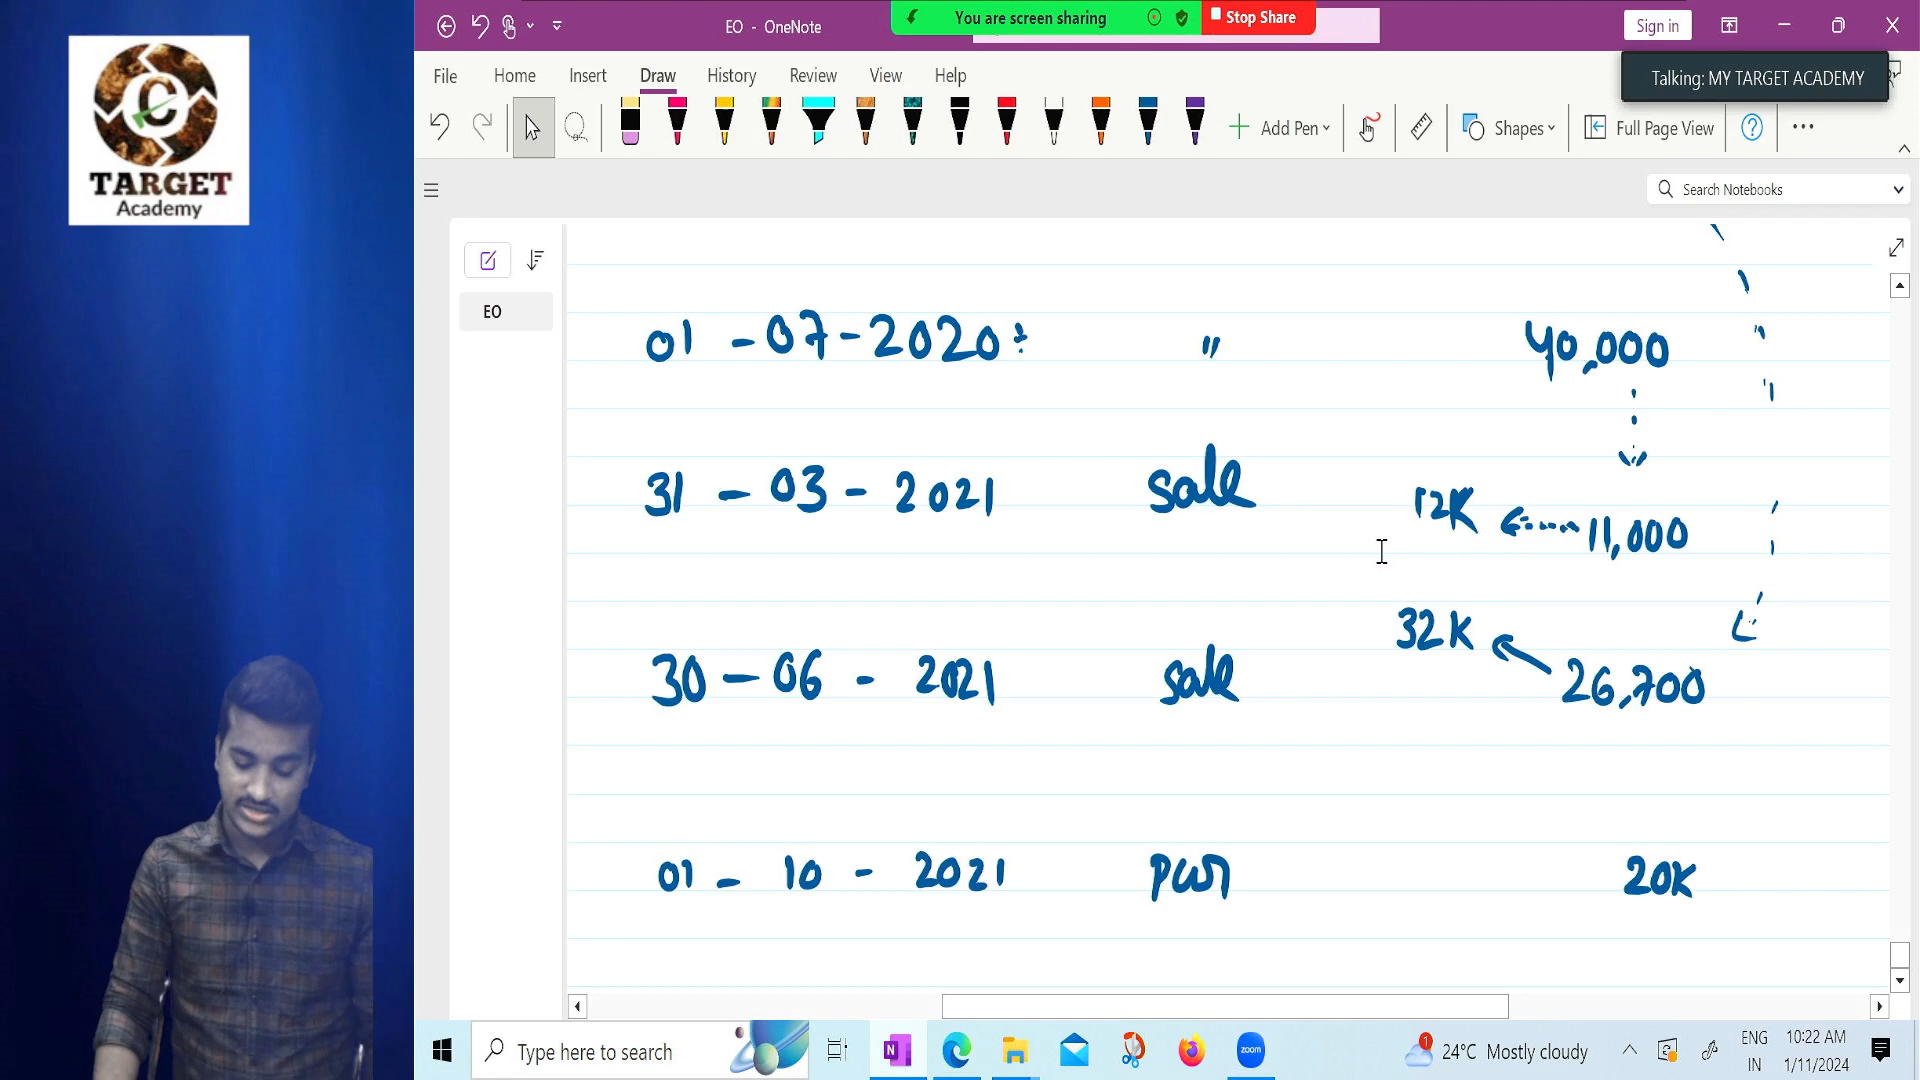 EO - OneNote
You are screen sharing
Stop Share
Sign in
File Home Insert Draw History Review View Help
Talking: MY TARGET ACADEMY
Add Pen
Shapes
Full Page View
Search Notebooks
C
TARGET
Academy
EO
01 - 07 - 2020 :- " 40,000
31 - 03 - 2021 sale 12K 11,000
30 - 06 - 2021 sale 32K 26,700
01 - 10 - 2021 pur 20K
Type here to search
zoom
1
24°C Mostly cloudy
ENG
IN
10:22 AM
1/11/2024